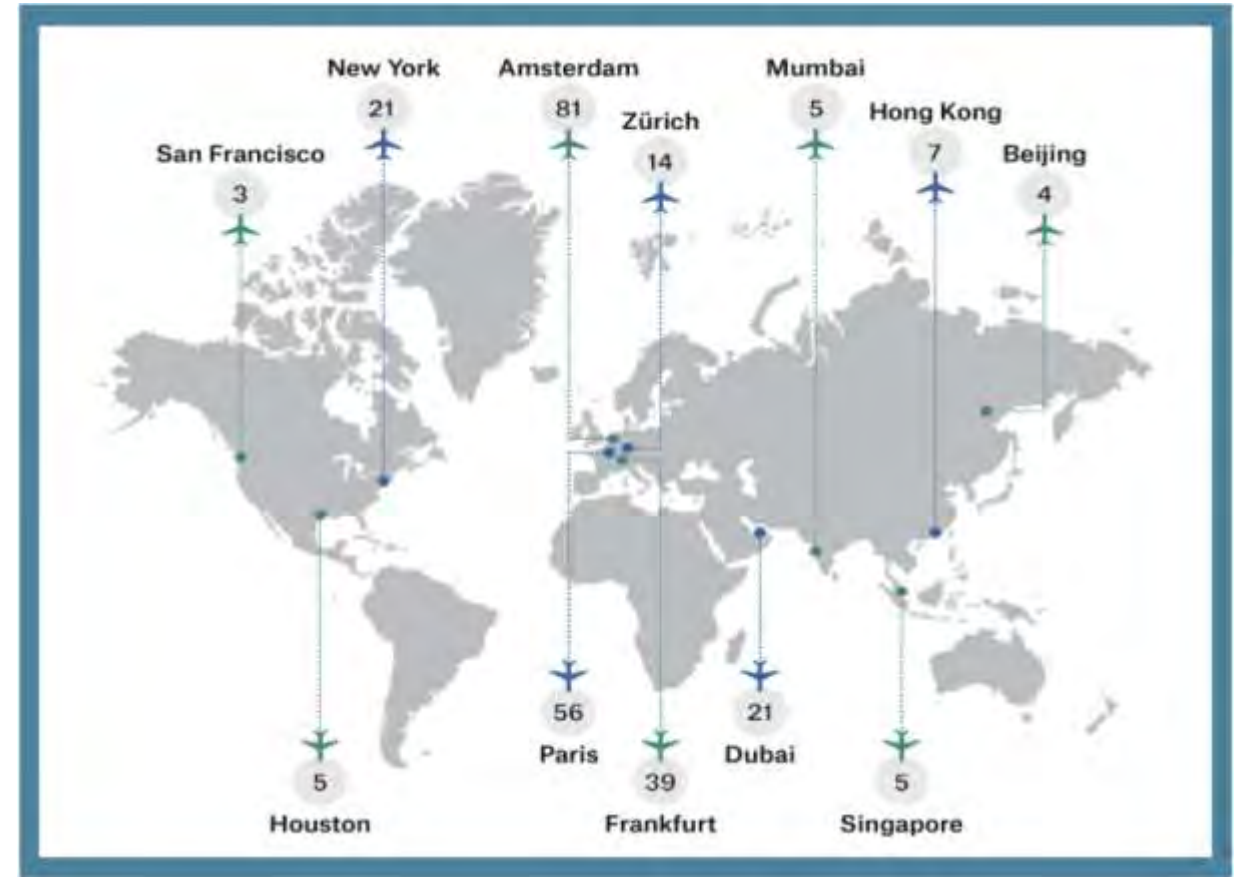 New York
21
Amsterdam
81
Mumbai
5
Zürich
14
Hong Kong
7
San Francisco
3
Beijing
4
56
Paris
21
Dubai
5
Houston
39
Frankfurt
5
Singapore